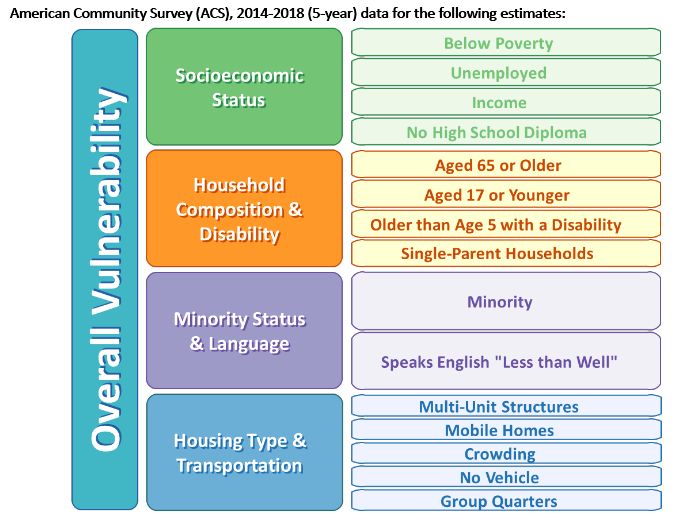 American Community Survey (ACS), 2014-2018 (5-year) data for the following estimates:
Overall Vulnerability
Socioeconomic
Status
Below Poverty
Unemployed
Income
No High School Diploma
Household
Composition &
Disability
Aged 65 or Older
Aged 17 or Younger
Older than Age 5 with a Disability
Single-Parent Households
Minority Status
& Language
Minority
Speaks English "Less than Well"
Housing Type &
Transportation
Multi-Unit Structures
Mobile Homes
Crowding
No Vehicle
Group Quarters